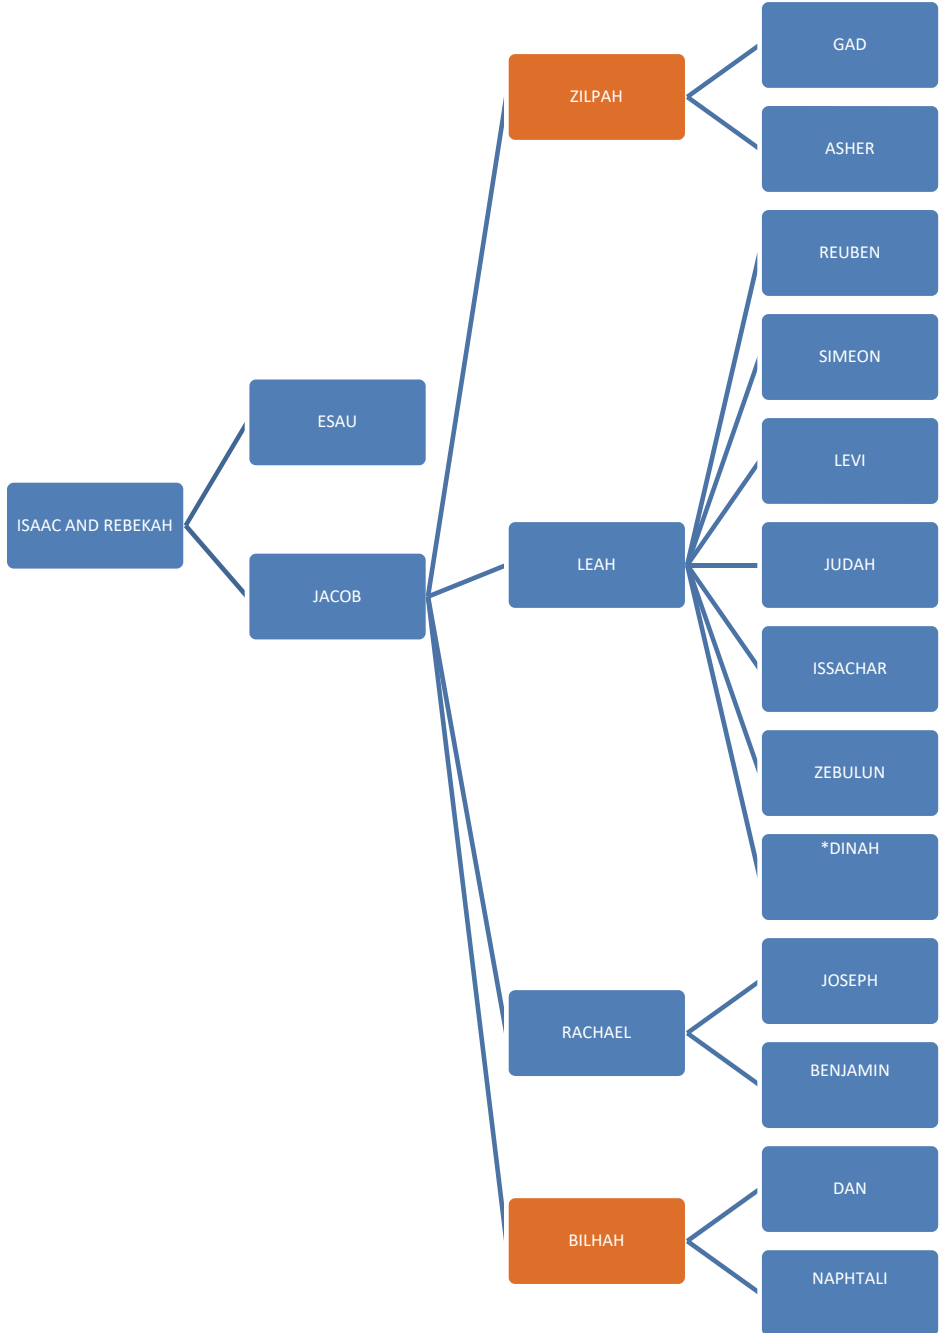 ISAAC AND REBEKAH
ESAU
JACOB
ZILPAH
GAD
ASHER
LEAH
REUBEN
SIMEON
LEVI
JUDAH
ISSACHAR
ZEBULUN
*DINAH
RACHAEL
JOSEPH
BENJAMIN
BILHAH
DAN
NAPHTALI